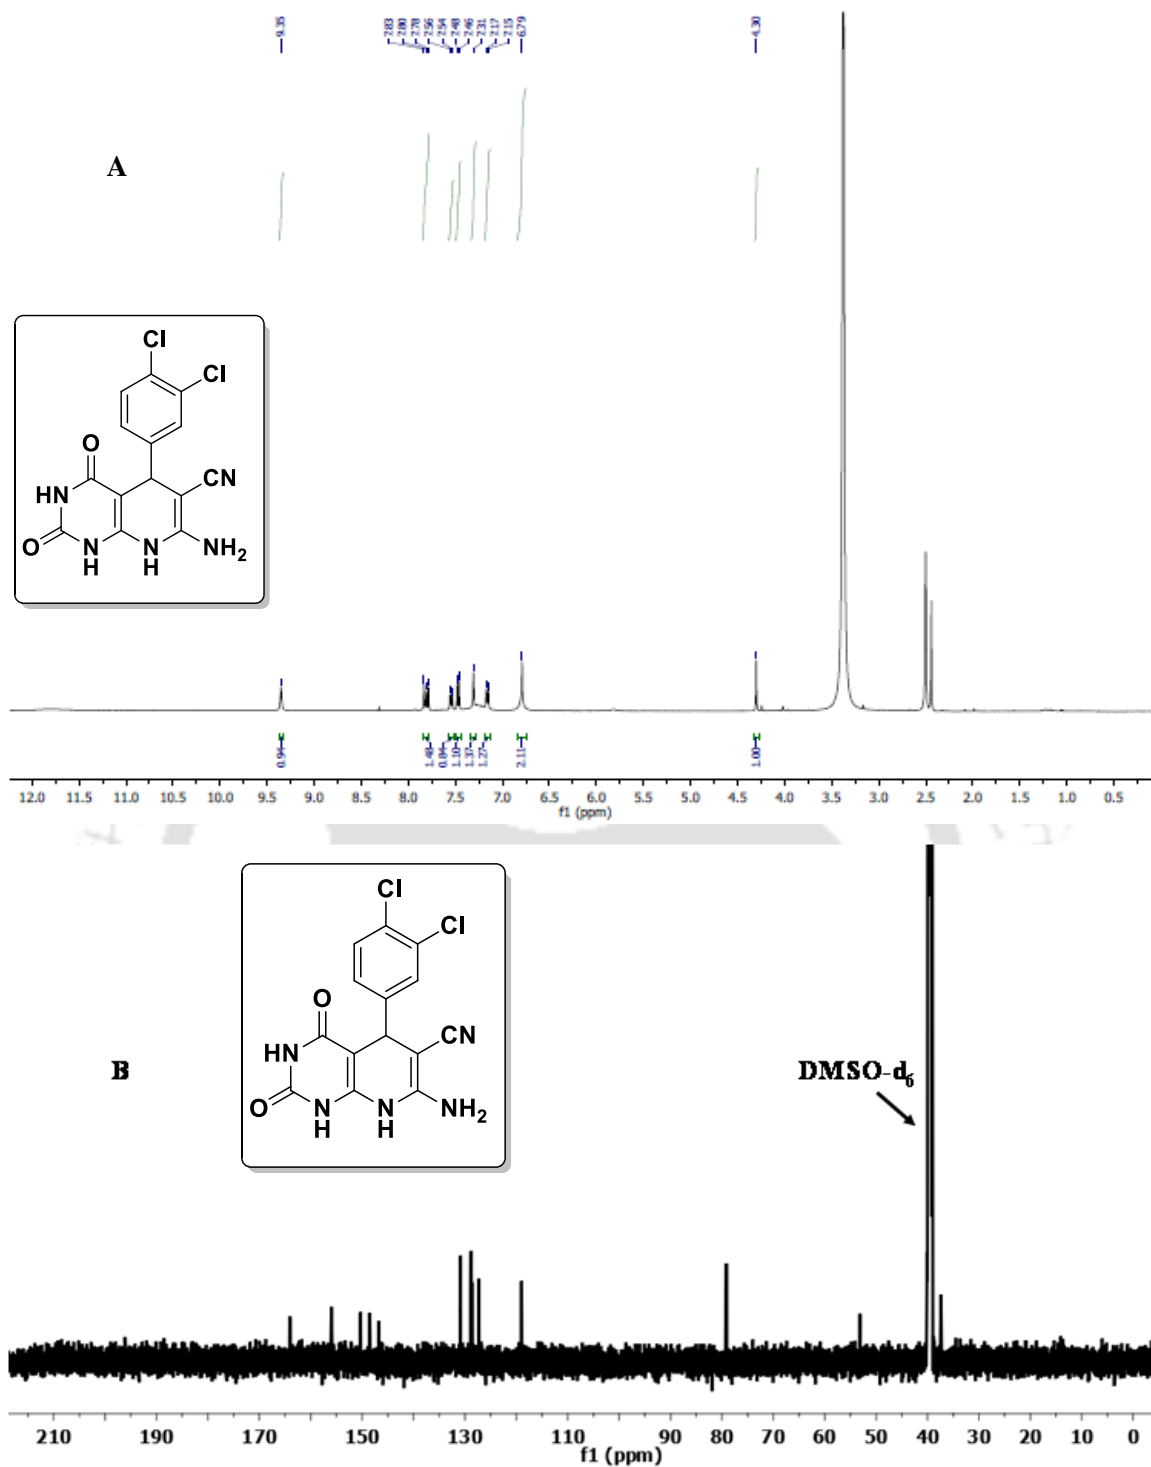 9.35
7.83
7.80
7.78
7.56
7.54
7.48
7.46
7.31
7.17
7.15
6.79
4.30
A
Cl
Cl
O
CN
HN
O
N
H
N
H
NH2
0.94
1.48
0.84
1.10
1.37
1.27
2.11
1.00
12.0 11.5 11.0 10.5 10.0 9.5 9.0 8.5 8.0 7.5 7.0 6.5 6.0 5.5 5.0 4.5 4.0 3.5 3.0 2.5 2.0 1.5 1.0 0.5
f1 (ppm)
Cl
Cl
O
CN
HN
O
N
H
N
H
NH2
B
DMSO-d6
210 190 170 150 130 110 90 80 70 60 50 40 30 20 10 0
f1 (ppm)